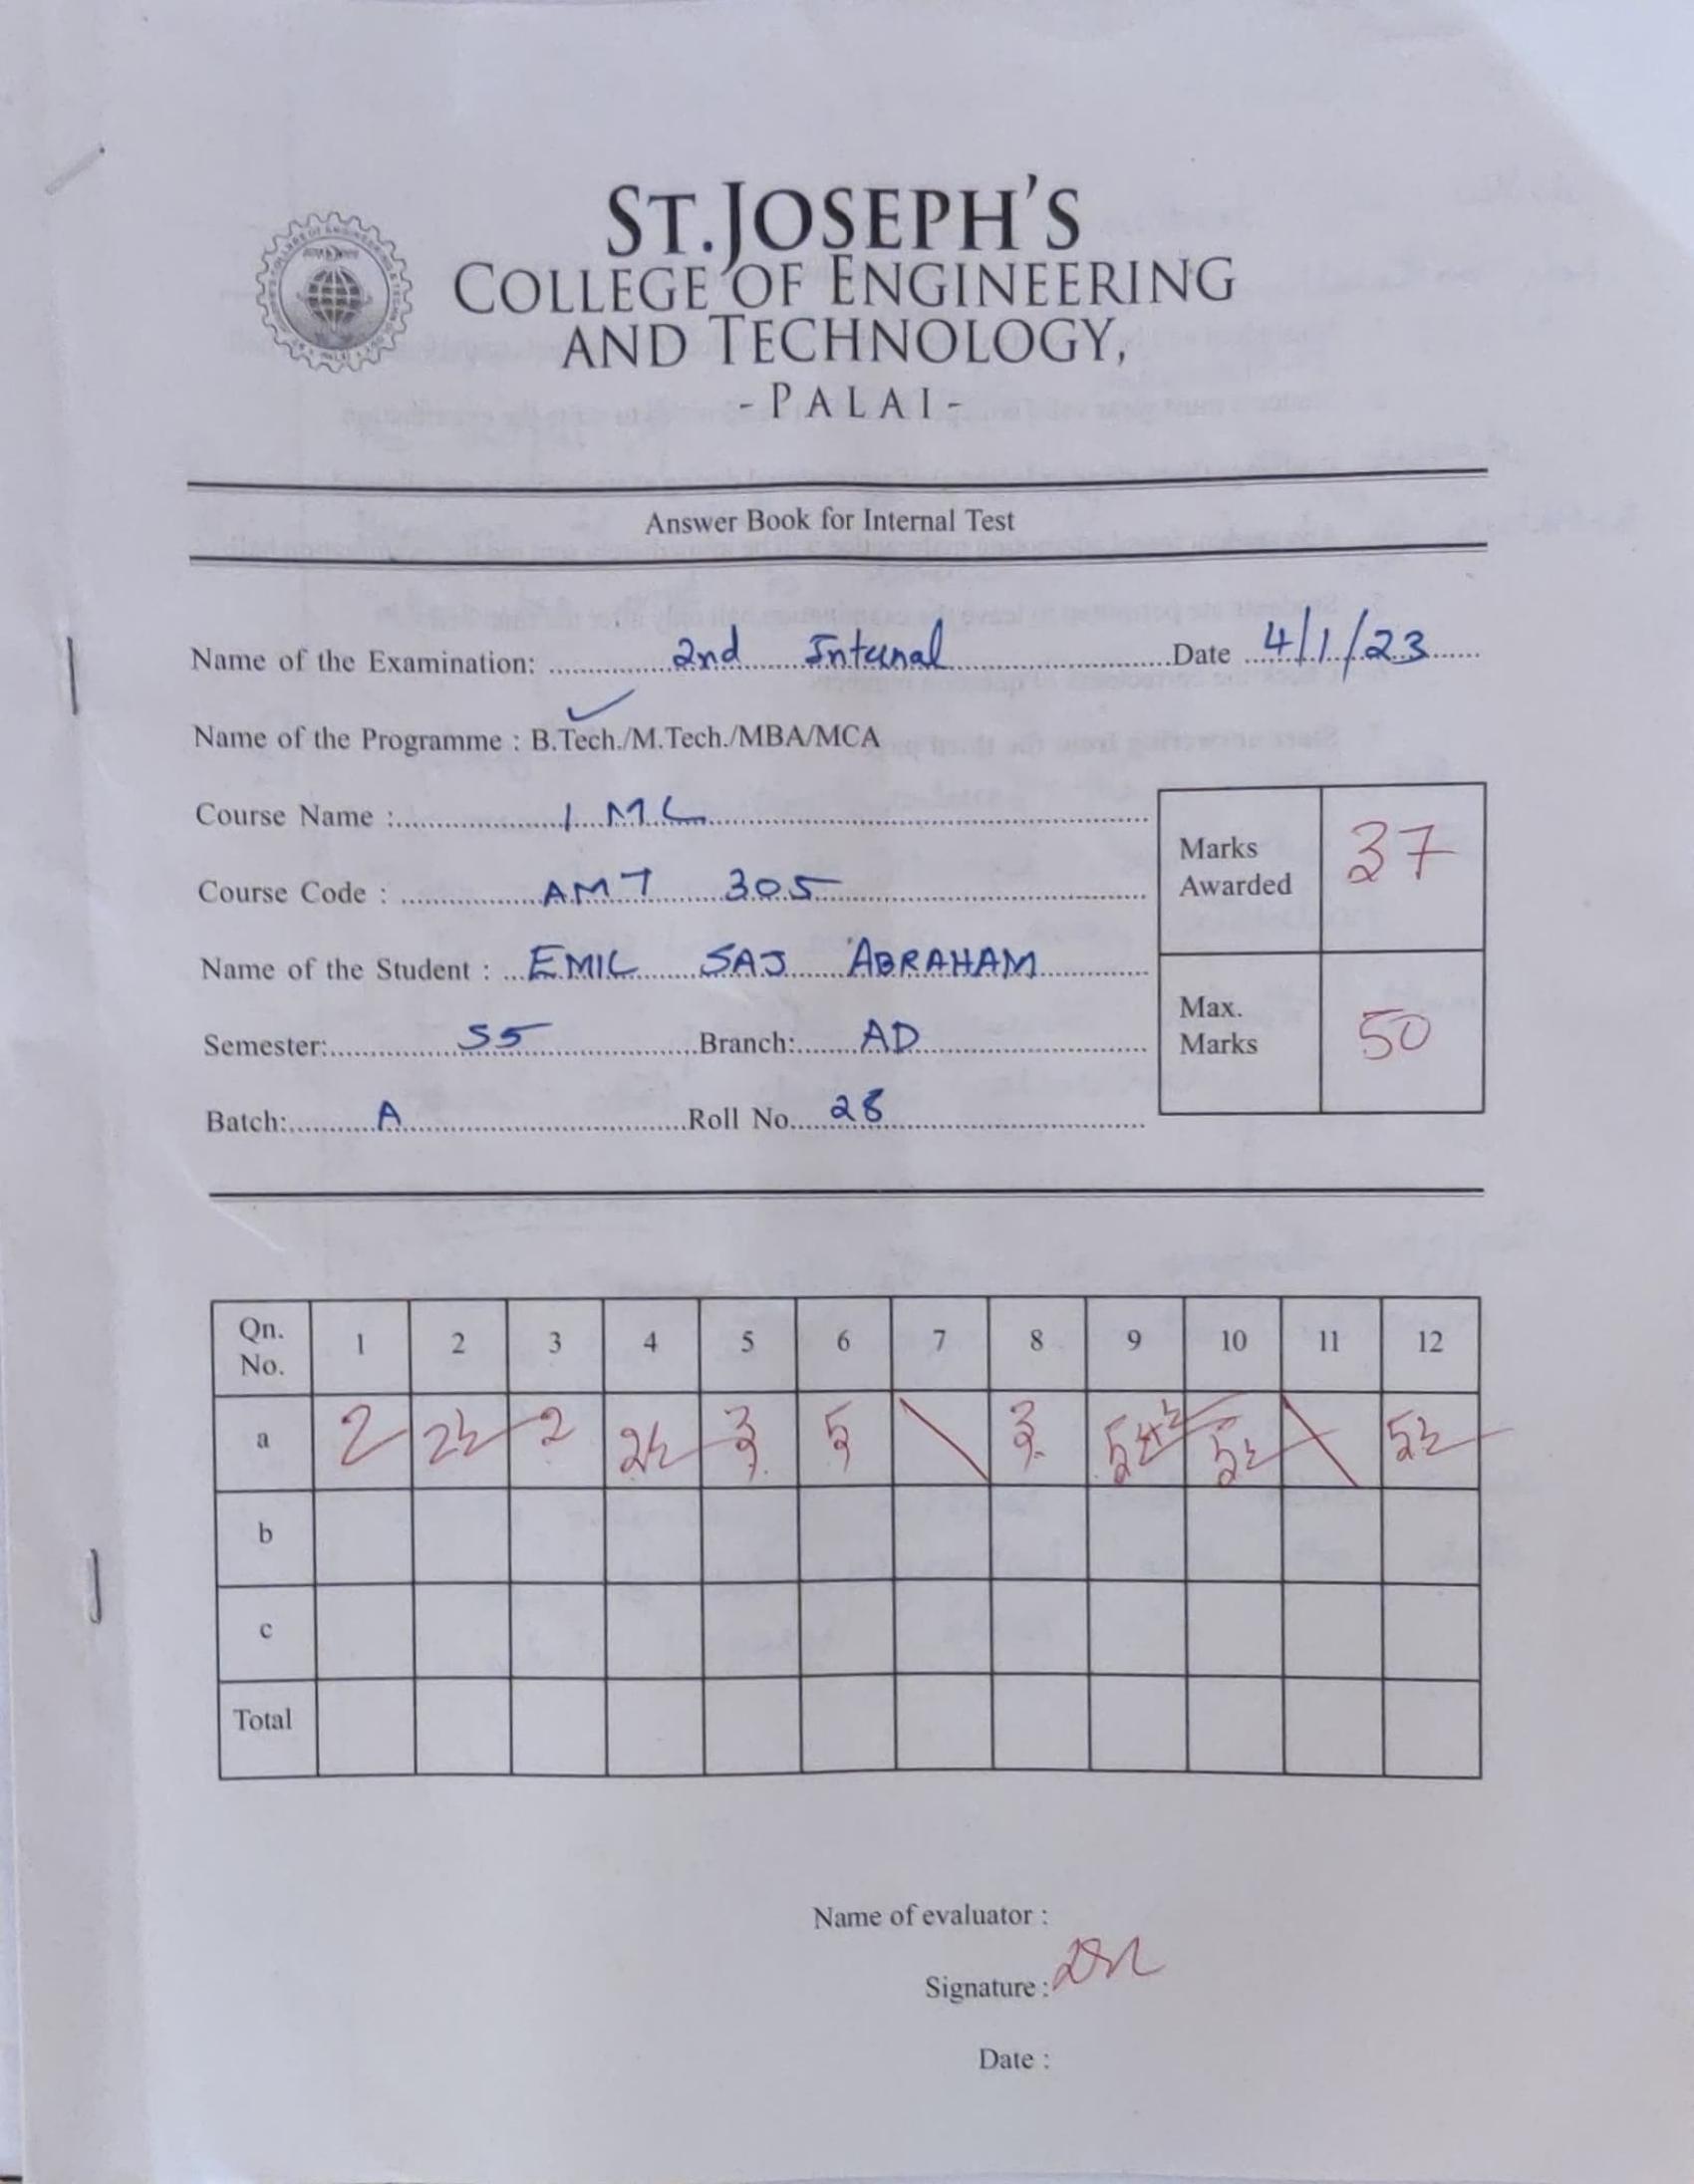 ST.JOSEPH'S
COLLEGE OF ENGINEERING
AND TECHNOLOGY,
-PALAI-
Answer Book for Internal Test
Name of the Examination: 2nd Internal Date 4/1/23
Name of the Programme : B.Tech./M.Tech./MBA/MCA
Course Name : IML
Course Code : AMT 305
Name of the Student : EMIL SAJ ABRAHAM
Semester: S5 Branch: AD
Batch: A Roll No. 28
Marks Awarded 37
Max. Marks 50
Qn. No. 1 2 3 4 5 6 7 8 9 10 11 12
a 2 2½ 2 2½ 3 5 3 5½ 5½
b
c
Total
Name of evaluator :
Signature :
Date :